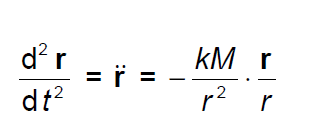 d² r / dt² = r̈ = − kM / r² · r / r